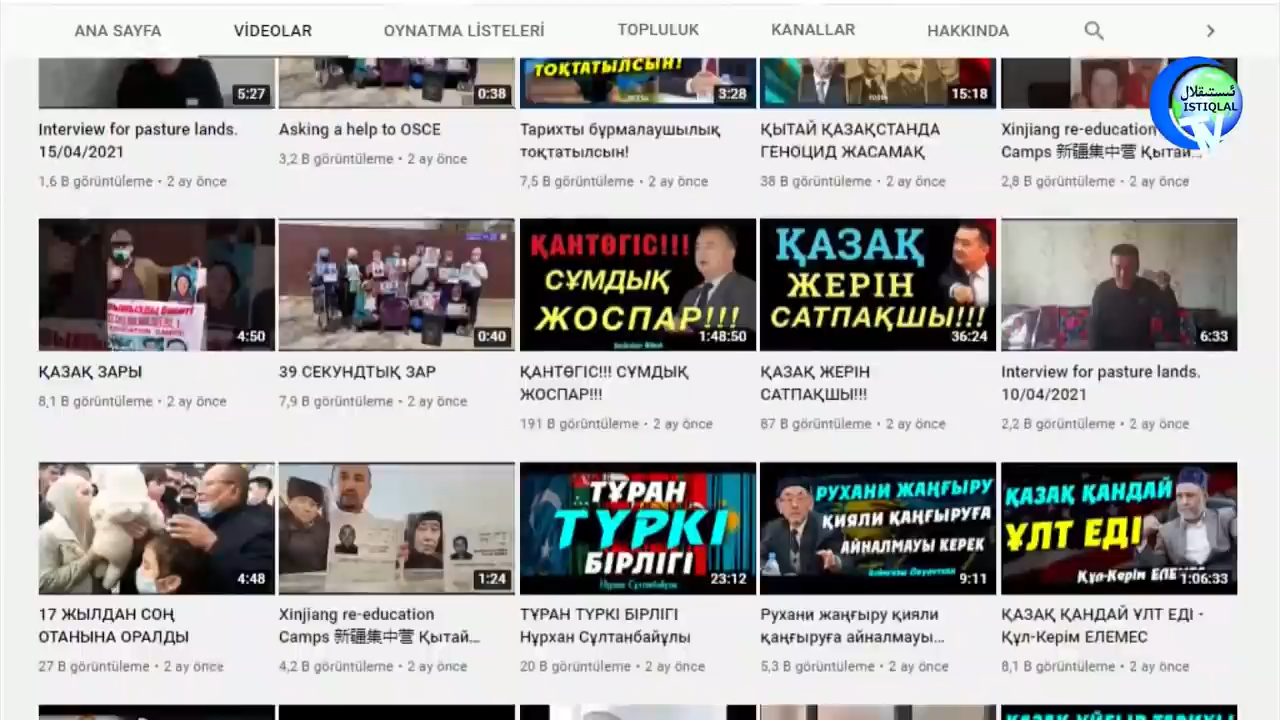 ANA SAYFA
VİDEOLAR
OYNATMA LİSTELERİ
TOPLULUK
KANALLAR
HAKKINDA
ئىستىقلال
ISTIQLAL
TV
5:27
0:38
ТОҚТАТЫЛСЫН!
3:28
15:18
Interview for pasture lands.
15/04/2021
1,6 B görüntüleme • 2 ay önce
Asking a help to OSCE
3,2 B görüntüleme • 2 ay önce
Тарихты бұрмалаушылық
тоқтатылсын!
7,5 B görüntüleme • 2 ay önce
ҚЫТАЙ ҚАЗАҚСТАНДА
ГЕНОЦИД ЖАСАМАҚ
38 B görüntüleme • 2 ay önce
Xinjiang re-education
Camps 新疆集中营 Қытай...
2,8 B görüntüleme • 2 ay önce
4:50
0:40
ҚАНТӨГІС!!!
СҰМДЫҚ
ЖОСПАР!!!
1:48:50
ҚАЗАҚ
ЖЕРІН
САТПАҚШЫ!!!
36:24
6:33
ҚАЗАҚ ЗАРЫ
8,1 B görüntüleme • 2 ay önce
39 СЕКУНДТЫҚ ЗАР
7,9 B görüntüleme • 2 ay önce
ҚАНТӨГІС!!! СҰМДЫҚ
ЖОСПАР!!!
191 B görüntüleme • 2 ay önce
ҚАЗАҚ ЖЕРІН
САТПАҚШЫ!!!
87 B görüntüleme • 2 ay önce
Interview for pasture lands.
10/04/2021
2,2 B görüntüleme • 2 ay önce
4:48
1:24
ТҰРАН
ТҮРКІ
БІРЛІГІ
Нұрхан Сұлтанбайұлы
23:12
РУХАНИ ЖАҢҒЫРУ
ҚИЯЛИ ҚАҢҒЫРУҒА
АЙНАЛМАУЫ КЕРЕК
9:11
ҚАЗАҚ ҚАНДАЙ
ҰЛТ ЕДІ
Құл-Керім
1:06:33
17 ЖЫЛДАН СОҢ
ОТАНЫНА ОРАЛДЫ
27 B görüntüleme • 2 ay önce
Xinjiang re-education
Camps 新疆集中营 Қытай...
4,2 B görüntüleme • 2 ay önce
ТҰРАН ТҮРКІ БІРЛІГІ
Нұрхан Сұлтанбайұлы
20 B görüntüleme • 2 ay önce
Рухани жаңғыру қияли
қаңғыруға айналмауы...
5,3 B görüntüleme • 2 ay önce
ҚАЗАҚ ҚАНДАЙ ҰЛТ ЕДІ -
Құл-Керім ЕЛЕМЕС
8,1 B görüntüleme • 2 ay önce